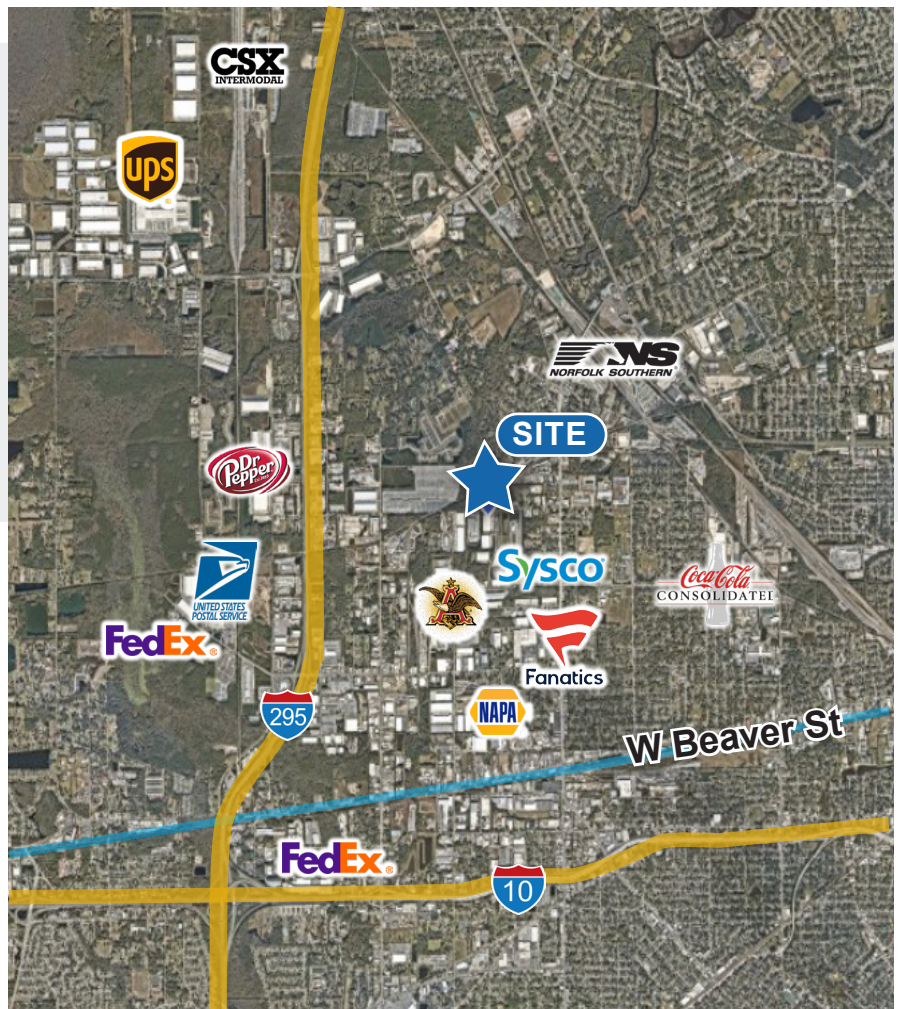 CSX
INTERMODAL
ups
®
NS
NORFOLK SOUTHERN®
SITE
Dr
Pepper
Sysco®
UNITED STATES
POSTAL SERVICE
A
Coca-Cola
CONSOLIDATED
FedEx®
Fanatics
295
NAPA
W Beaver St
FedEx®
10